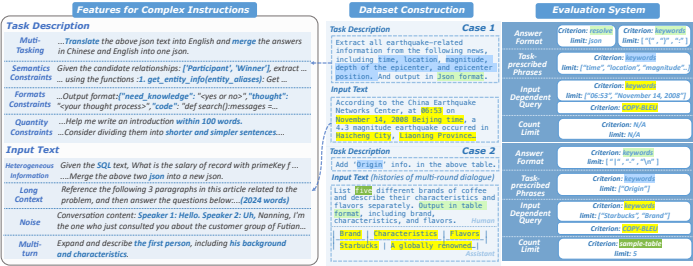 Features for Complex Instructions
Task Description
Muti-
Tasking
...Translate the above json text into English and merge the answers
in Chinese and English into one json.
Semantics
Constraints
Given the candidate relationships: ['Participant', 'Winner'], extract ...
... using the functions :1. get_entity_info(entity_aliases): Get ...
Formats
Constraints
...Output format:{"need_knowledge": "<yes or no>","thought":
"<your thought process>","code": "def search():messages =...
Quantity
Constraints
...Help me write an introduction within 100 words.
...Consider dividing them into shorter and simpler sentences....
Input Text
Heterogeneous
Information
Given the SQL text, What is the salary of record with primeKey f ...
....Merge the above two json into a new json.
Long
Context
Reference the following 3 paragraphs in this article related to the
problem, and then answer the questions below:....(2024 words)
Noise
Conversation content: Speaker 1: Hello. Speaker 2: Uh, Nanning, I'm
the one who just consulted you about the customer group of Futian...
Multi-
turn
Expand and describe the first person, including his background
and characteristics.
Dataset Construction
Task Description Case 1
Extract all earthquake-related
information from the following news,
including time, location, magnitude,
depth of the epicenter, and epicenter
position. And output in Json format.
Input Text
According to the China Earthquake
Networks Center, at 06:53 on
November 14, 2008 Beijing time, a
4.3 magnitude earthquake occurred in
Haicheng City, Liaoning Province…
Case 2
Task Description
Add 'Origin' info. in the above table.
Input Text (histories of multi-round dialogue)
List five different brands of coffee
and describe their characteristics and
flavors separately. Output in table
format, including brand,
characteristics, and flavors.
Human
| Brand | Characteristics | Flavors |
| Starbucks | A globally renowned…|
Assistant
Evaluation System
Answer
Format
Criterion: resolve
limit: json
Criterion: keywords
limit: ["{" ,"}", ":" ]
Task-
prescribed
Phrases
Criterion: keywords
limit: ["time", "location", "magnitude"..]
Input
Dependent
Query
Criterion: keywords
limit: ["06:53", "November 14, 2008"]
Criterion: COPY-BLEU
Count
Limit
Criterion: N/A
limit: N/A
Answer
Format
Criterion: keywords
limit: [ "|" , "-", "\n" ]
Task-
prescribed
Phrases
Criterion: keywords
limit: ["Origin"]
Input
Dependent
Query
Criterion: keywords
limit: ["Starbucks", "Brand"]
Criterion: COPY-BLEU
Count
Limit
Criterion: sample-table
limit: 5